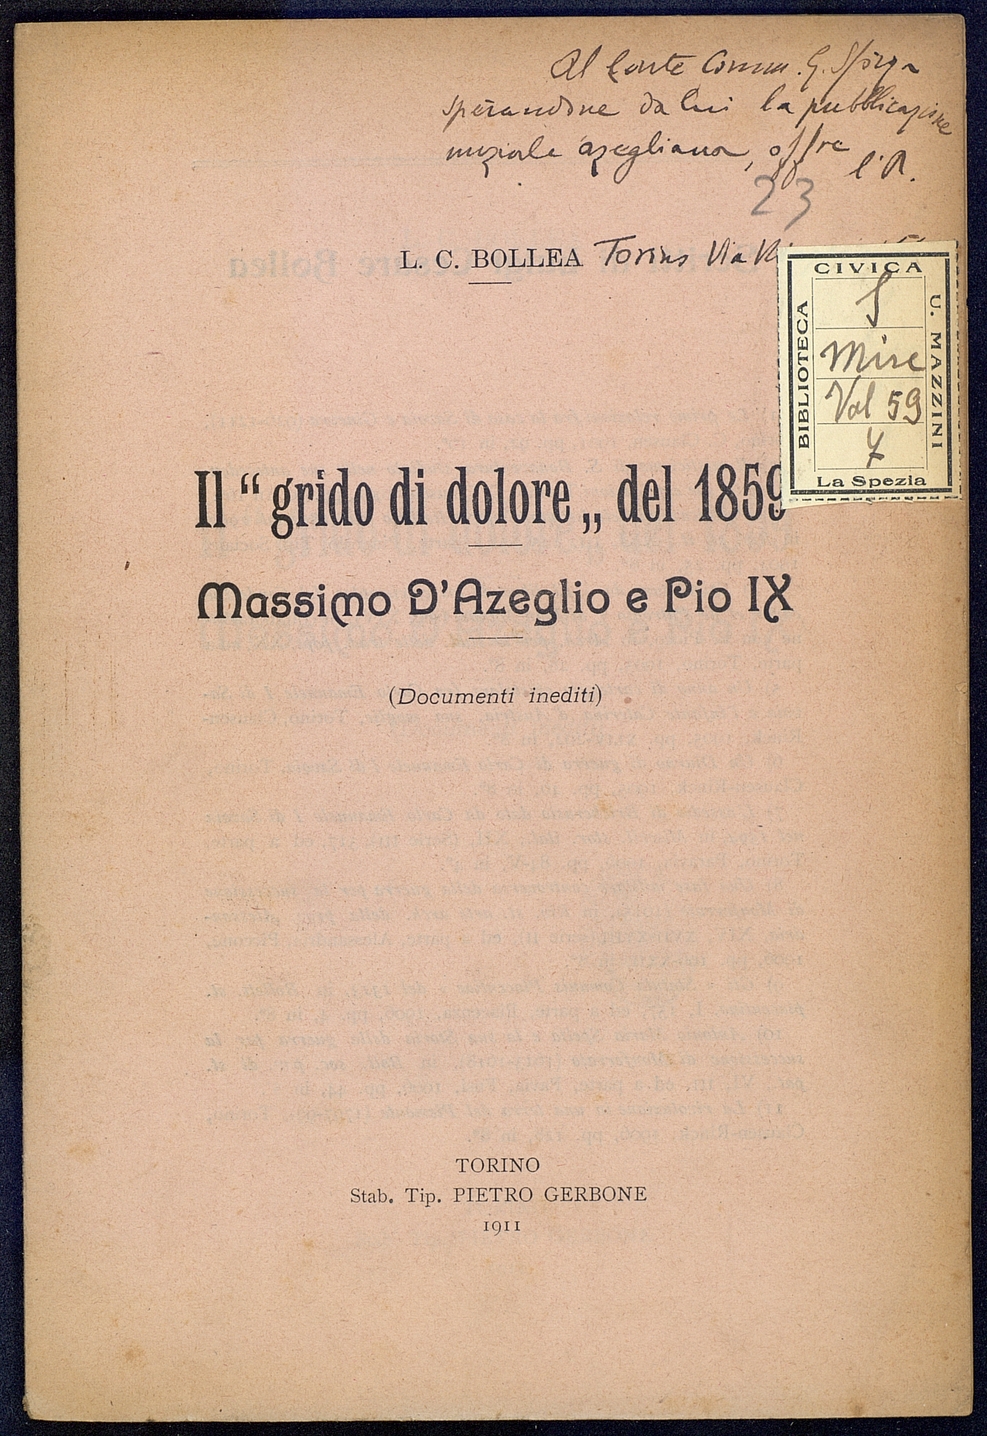 Al Conte Comm. G. Sforza
sperandone da lui la pubblicazione
nuziale azegliana, offre
l'A.
23
L. C. BOLLEA Torino Via
CIVICA
BIBLIOTECA
U. MAZZINI
S
Misc
Vol 59
7
La Spezia
Il “ grido di dolore „ del 1859
Massimo D'Azeglio e Pio IX
(Documenti inediti)
TORINO
Stab. Tip. PIETRO GERBONE
1911